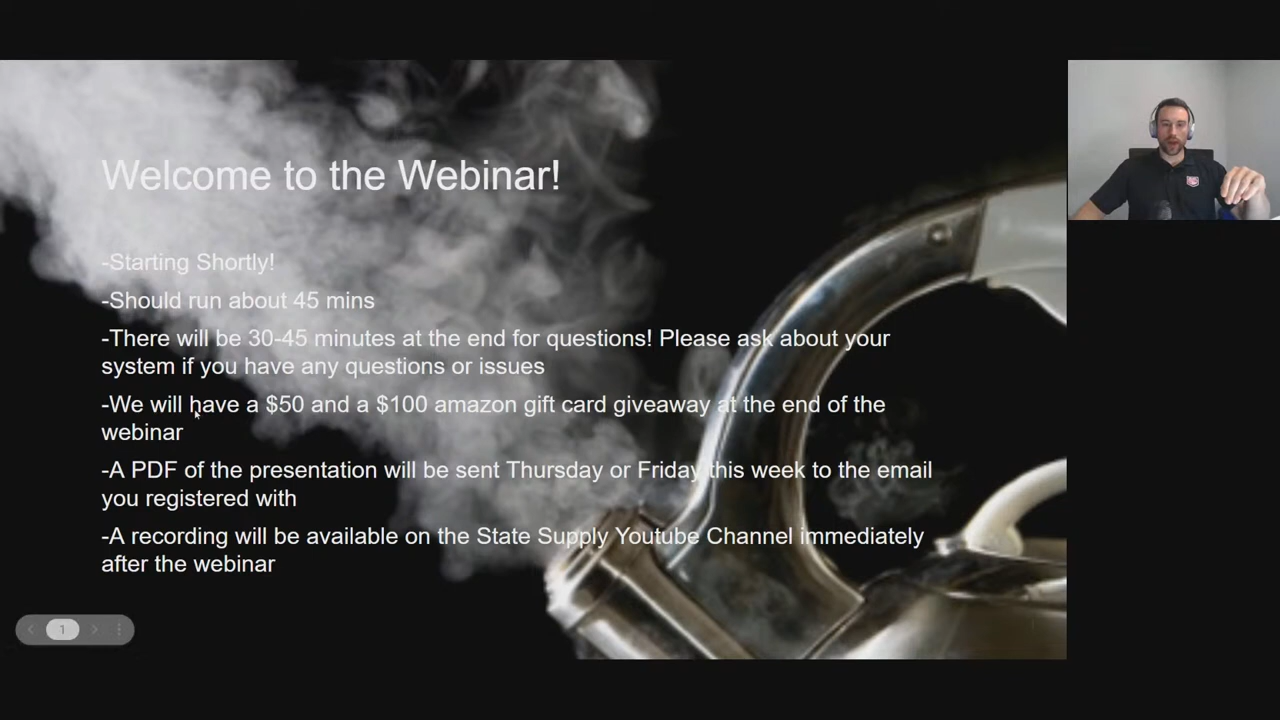 Welcome to the Webinar!
-Starting Shortly!
-Should run about 45 mins
-There will be 30-45 minutes at the end for questions! Please ask about your
system if you have any questions or issues
-We will have a $50 and a $100 amazon gift card giveaway at the end of the
webinar
-A PDF of the presentation will be sent Thursday or Friday this week to the email
you registered with
-A recording will be available on the State Supply Youtube Channel immediately
after the webinar
1